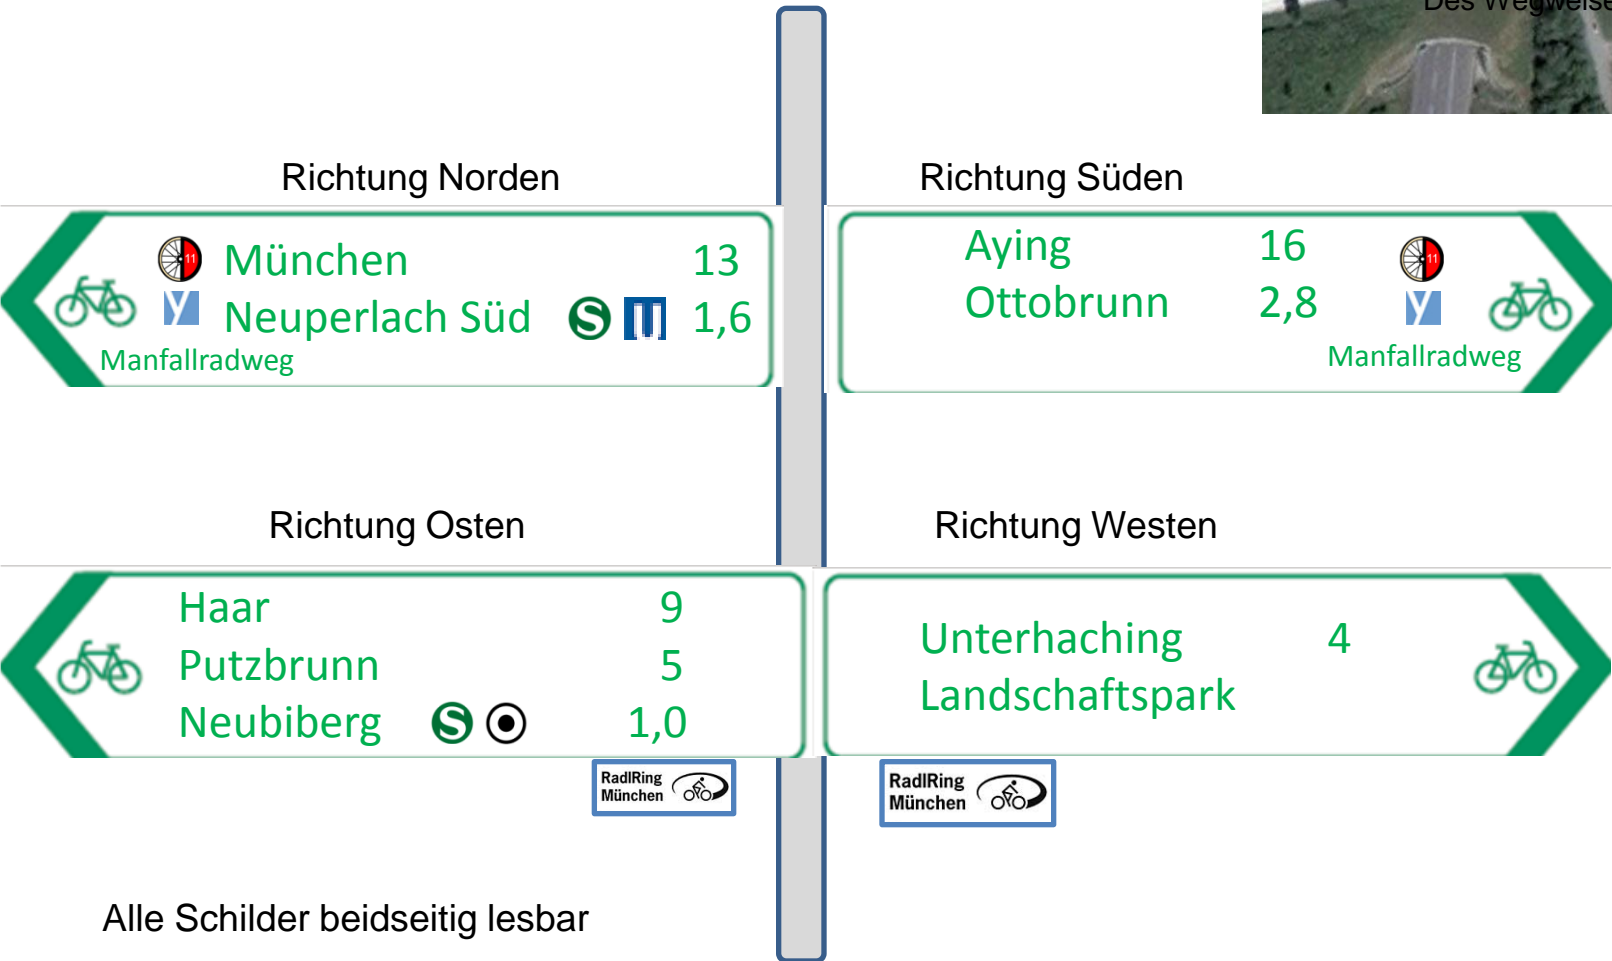 Des Wegweise
Richtung Norden
11 München 13
y Neuperlach Süd S 1,6
Manfallradweg
Richtung Süden
Aying 16 11
Ottobrunn 2,8 y
Manfallradweg
Richtung Osten
Haar 9
Putzbrunn 5
Neubiberg S 1,0
RadlRing
München
Richtung Westen
Unterhaching 4
Landschaftspark
RadlRing
München
Alle Schilder beidseitig lesbar